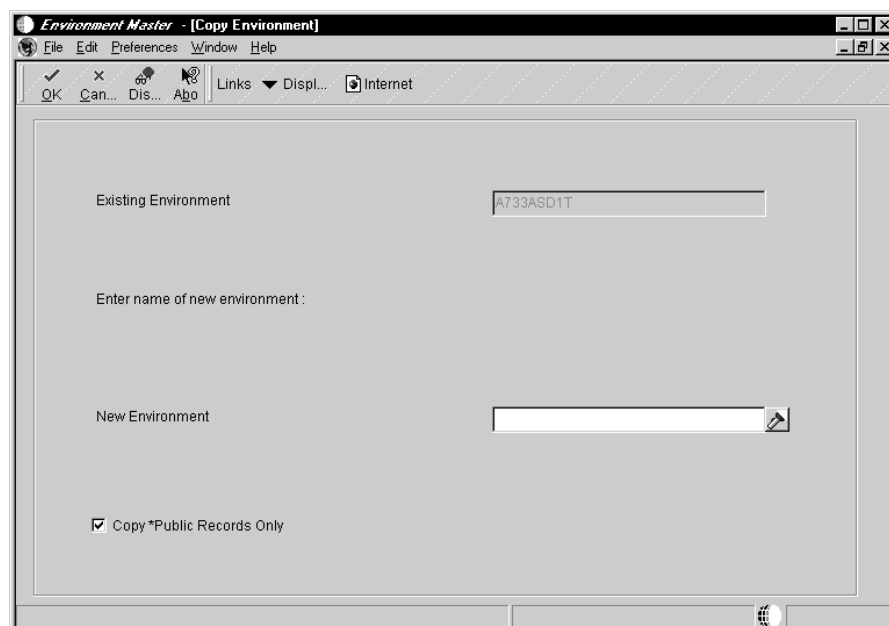 Environment Master - [Copy Environment]
File Edit Preferences Window Help
OK Can... Dis... Abo Links Displ... Internet
Existing Environment A733ASD1T
Enter name of new environment :
New Environment
Copy *Public Records Only